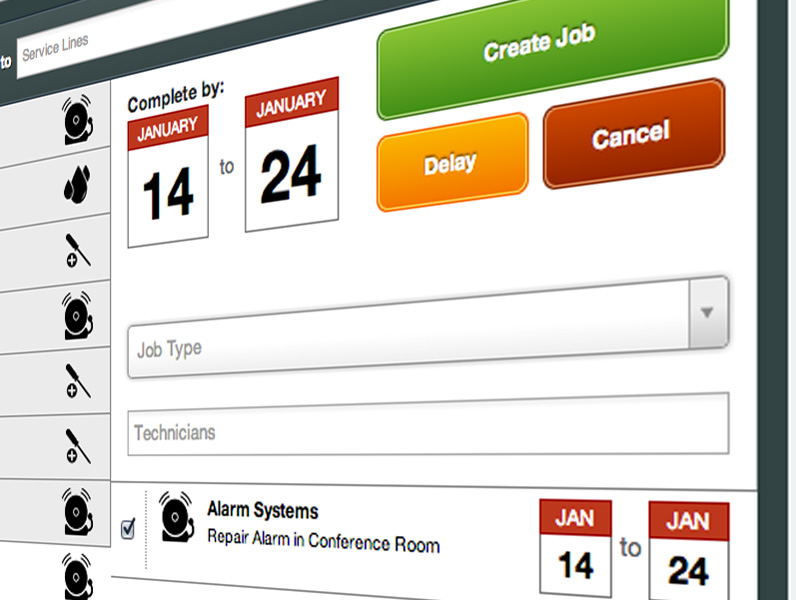 to Service Lines
Create Job
Complete by:
JANUARY
14
to
JANUARY
24
Delay
Cancel
Job Type
Technicians
Alarm Systems
Repair Alarm in Conference Room
JAN
14
to
JAN
24